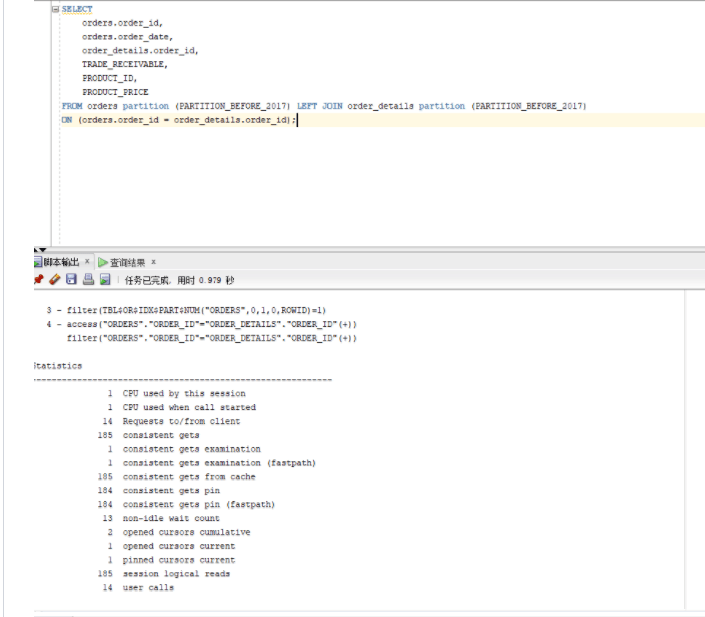 SELECT
orders.order_id,
orders.order_date,
order_details.order_id,
TRADE_RECEIVABLE,
PRODUCT_ID,
PRODUCT_PRICE
FROM orders partition (PARTITION_BEFORE_2017) LEFT JOIN order_details partition (PARTITION_BEFORE_2017)
ON (orders.order_id = order_details.order_id);
脚本输出 × 查询结果 ×
任务已完成, 用时 0.979 秒
3 - filter(TBL$OR$IDX$PART$NUM("ORDERS",0,1,0,ROWID)=1)
4 - access("ORDERS"."ORDER_ID"="ORDER_DETAILS"."ORDER_ID"(+))
filter("ORDERS"."ORDER_ID"="ORDER_DETAILS"."ORDER_ID"(+))
tatistics
-----------------------------------------------------------
1 CPU used by this session
1 CPU used when call started
14 Requests to/from client
185 consistent gets
1 consistent gets examination
1 consistent gets examination (fastpath)
185 consistent gets from cache
184 consistent gets pin
184 consistent gets pin (fastpath)
13 non-idle wait count
2 opened cursors cumulative
1 opened cursors current
1 pinned cursors current
185 session logical reads
14 user calls